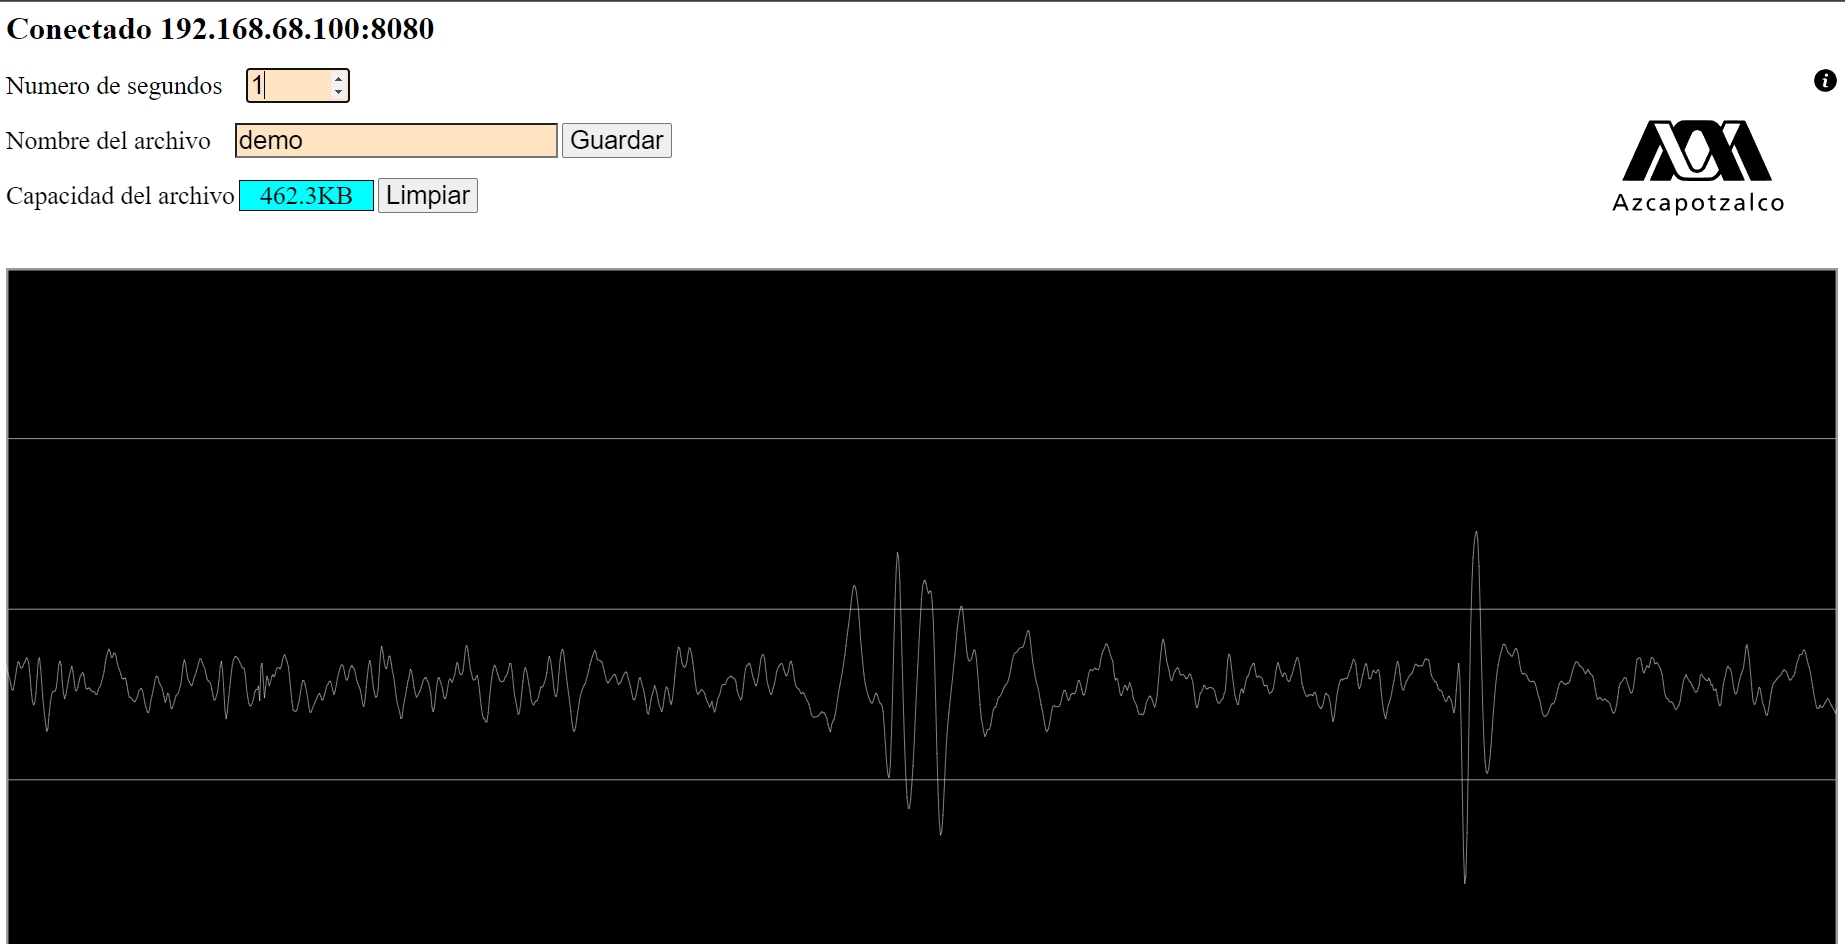 Conectado 192.168.68.100:8080
Numero de segundos 1
Nombre del archivo demo Guardar
Capacidad del archivo 462.3KB Limpiar
Azcapotzalco